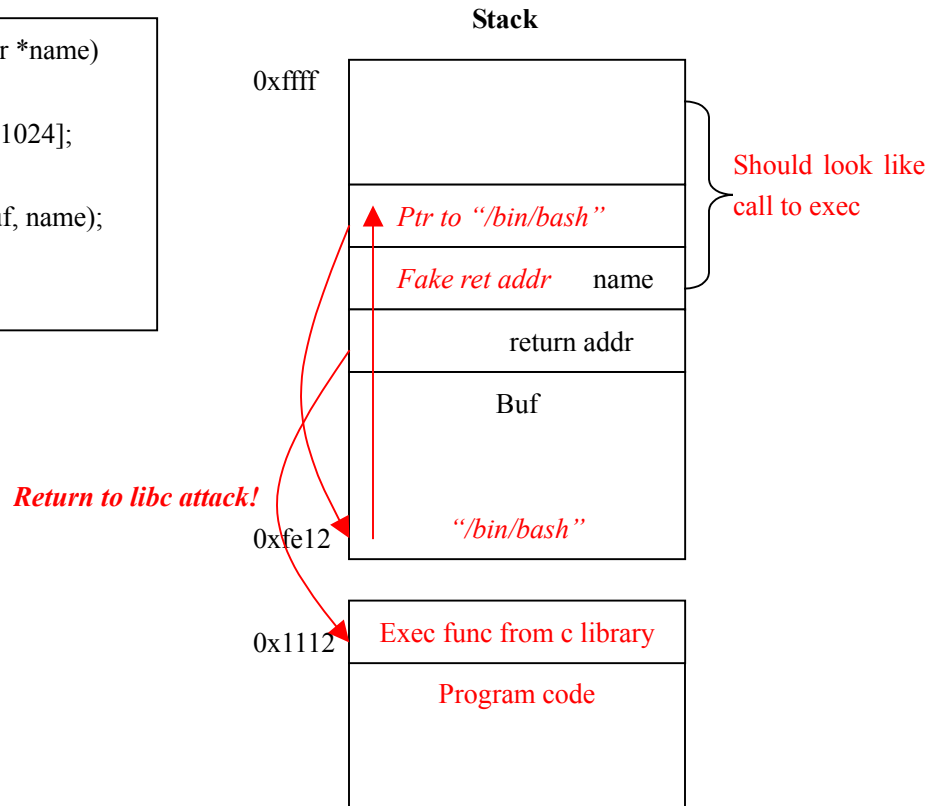 Stack
r *name)
1024];
f, name);
0xffff
Should look like
call to exec
Ptr to “/bin/bash”
Fake ret addr name
return addr
Buf
Return to libc attack!
“/bin/bash”
0xfe12
0x1112
Exec func from c library
Program code